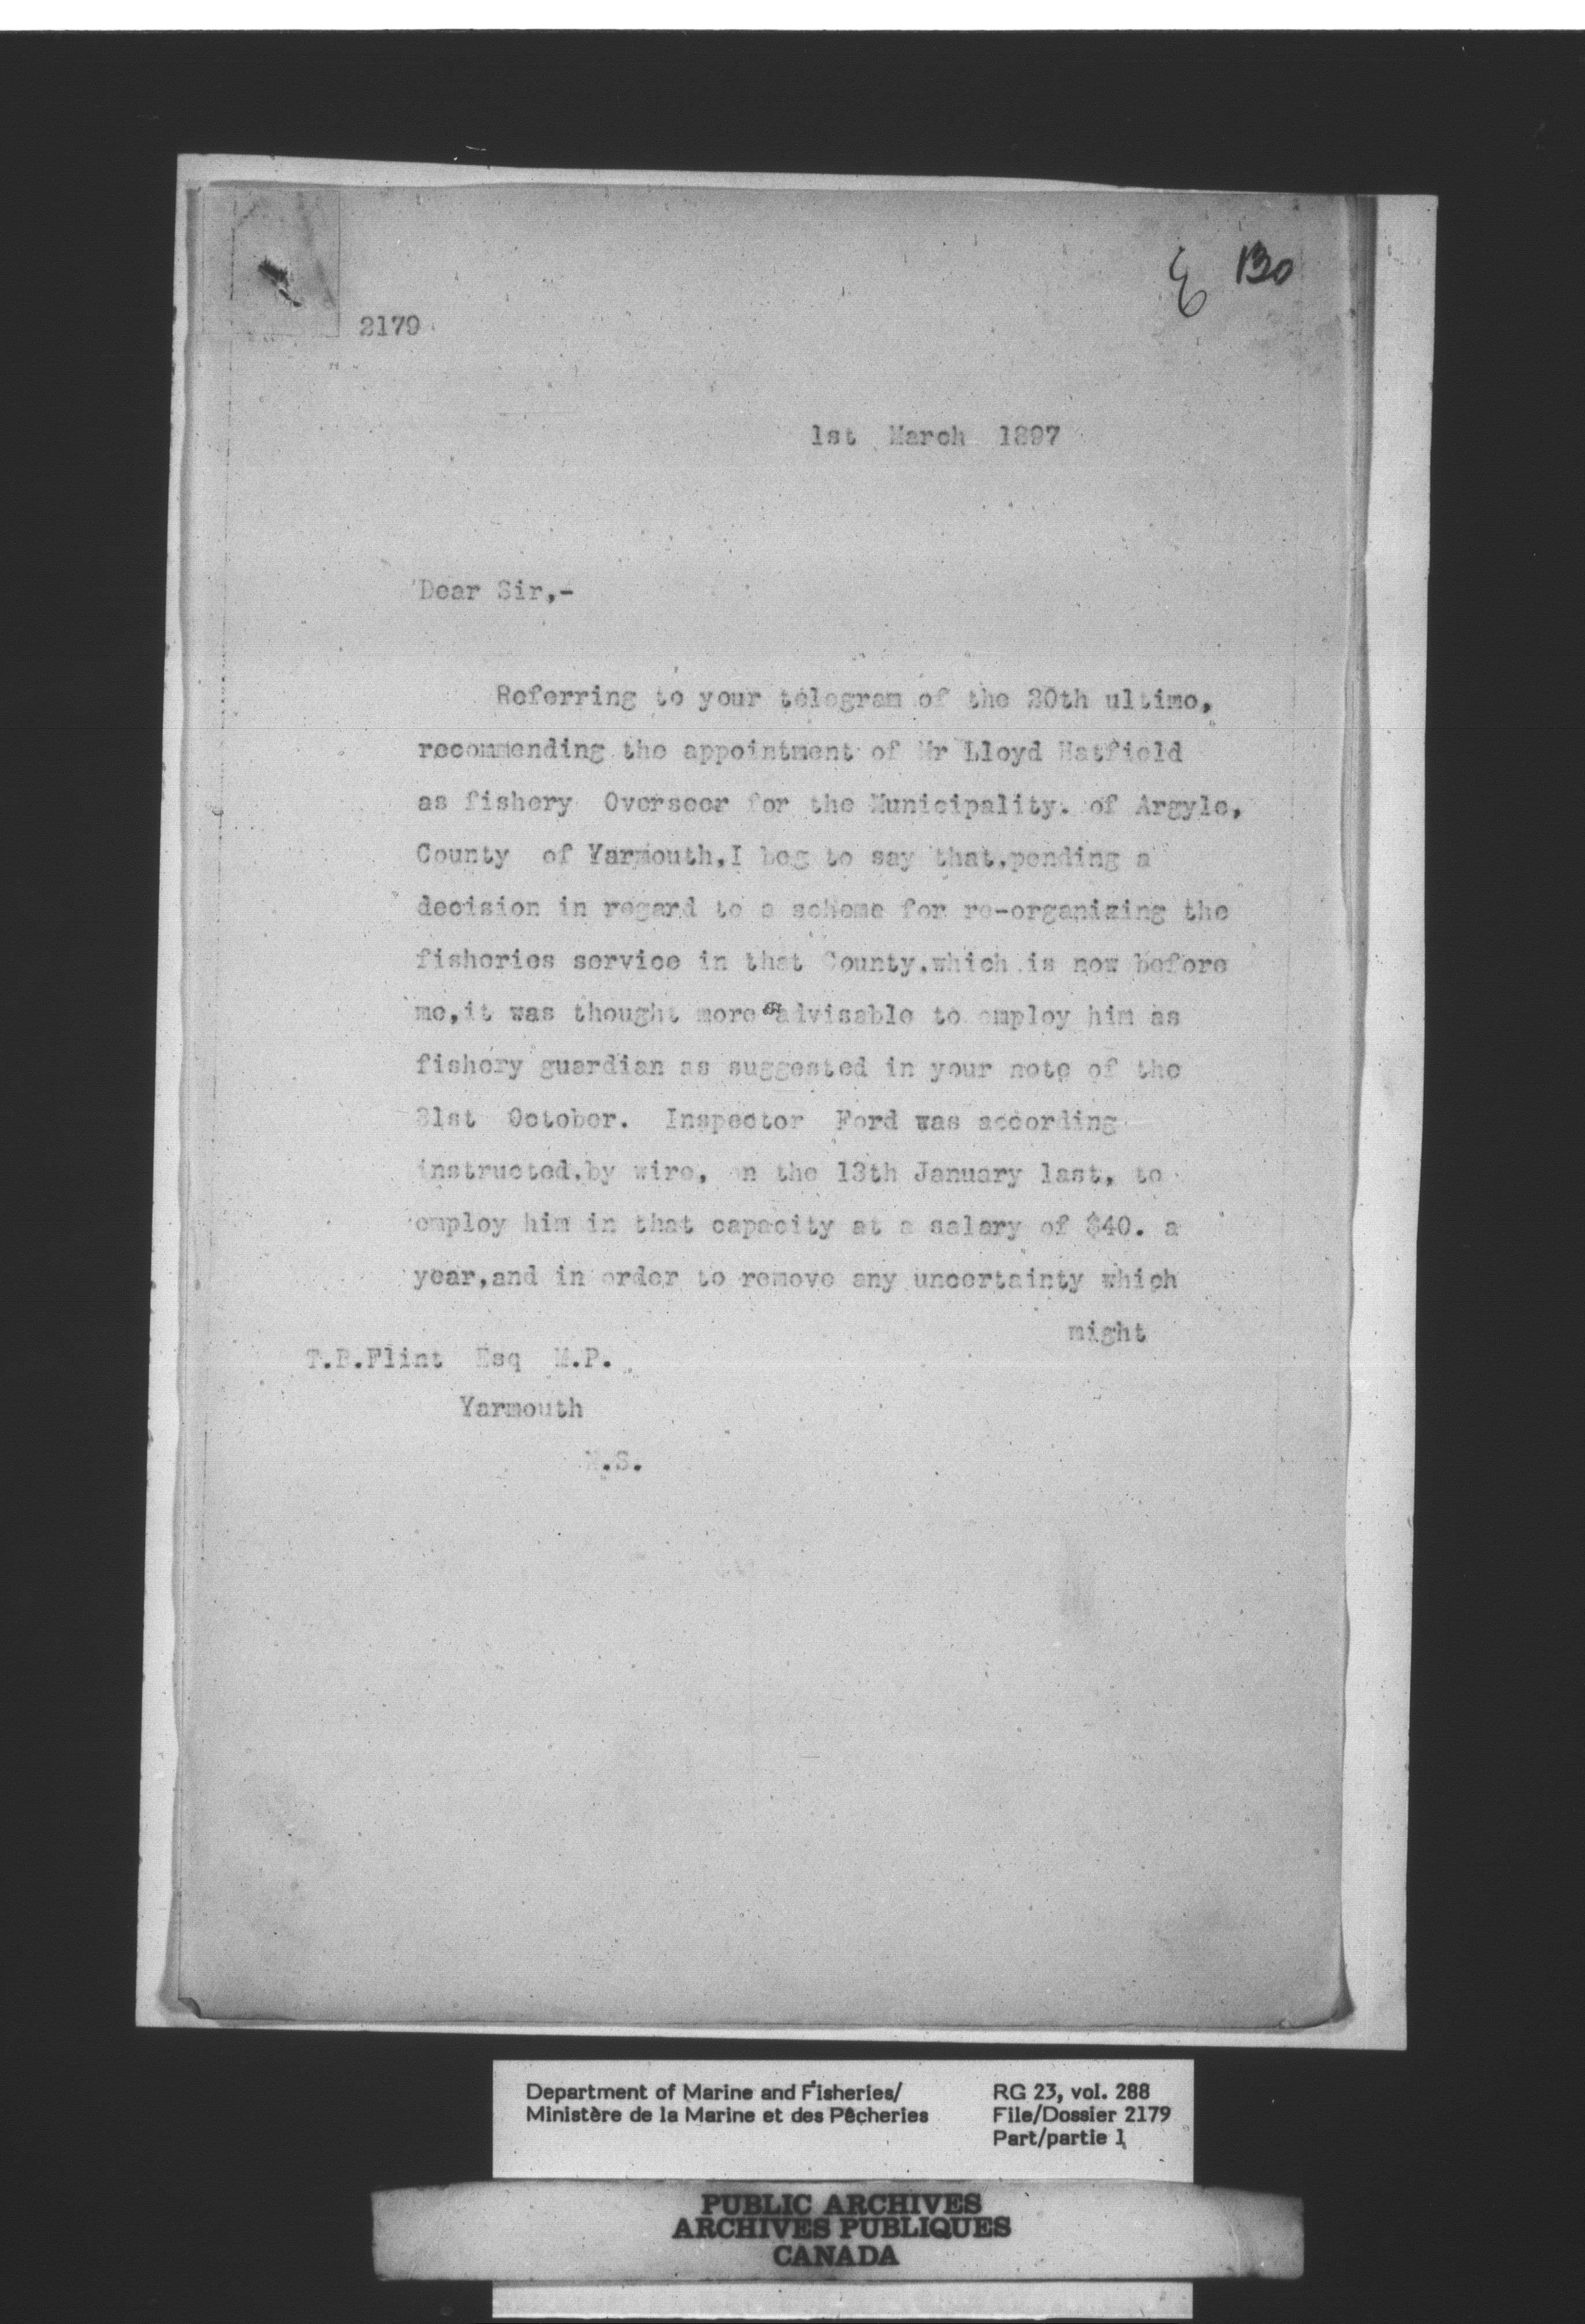 130
2179
1st March 1897
Dear Sir,-
Referring to your telegram of the 20th ultimo,
recommending the appointment of Mr Lloyd Hatfield
as fishery Overseer for the Municipality. of Argyle,
County of Yarmouth,I beg to say that,pending a
decision in regard to a scheme for re-organizing the
fisheries service in that County,which is now before
me,it was thought more advisable to employ him as
fishery guardian as suggested in your note of the
31st October. Inspector Ford was according
instructed,by wire, on the 13th January last, to
employ him in that capacity at a salary of $40. a
year,and in order to remove any uncertainty which
might
T.B.Flint Esq M.P.
Yarmouth
N.S.
Department of Marine and Fisheries/
Ministère de la Marine et des Pêcheries
RG 23, vol. 288
File/Dossier 2179
Part/partie 1
PUBLIC ARCHIVES
ARCHIVES PUBLIQUES
CANADA